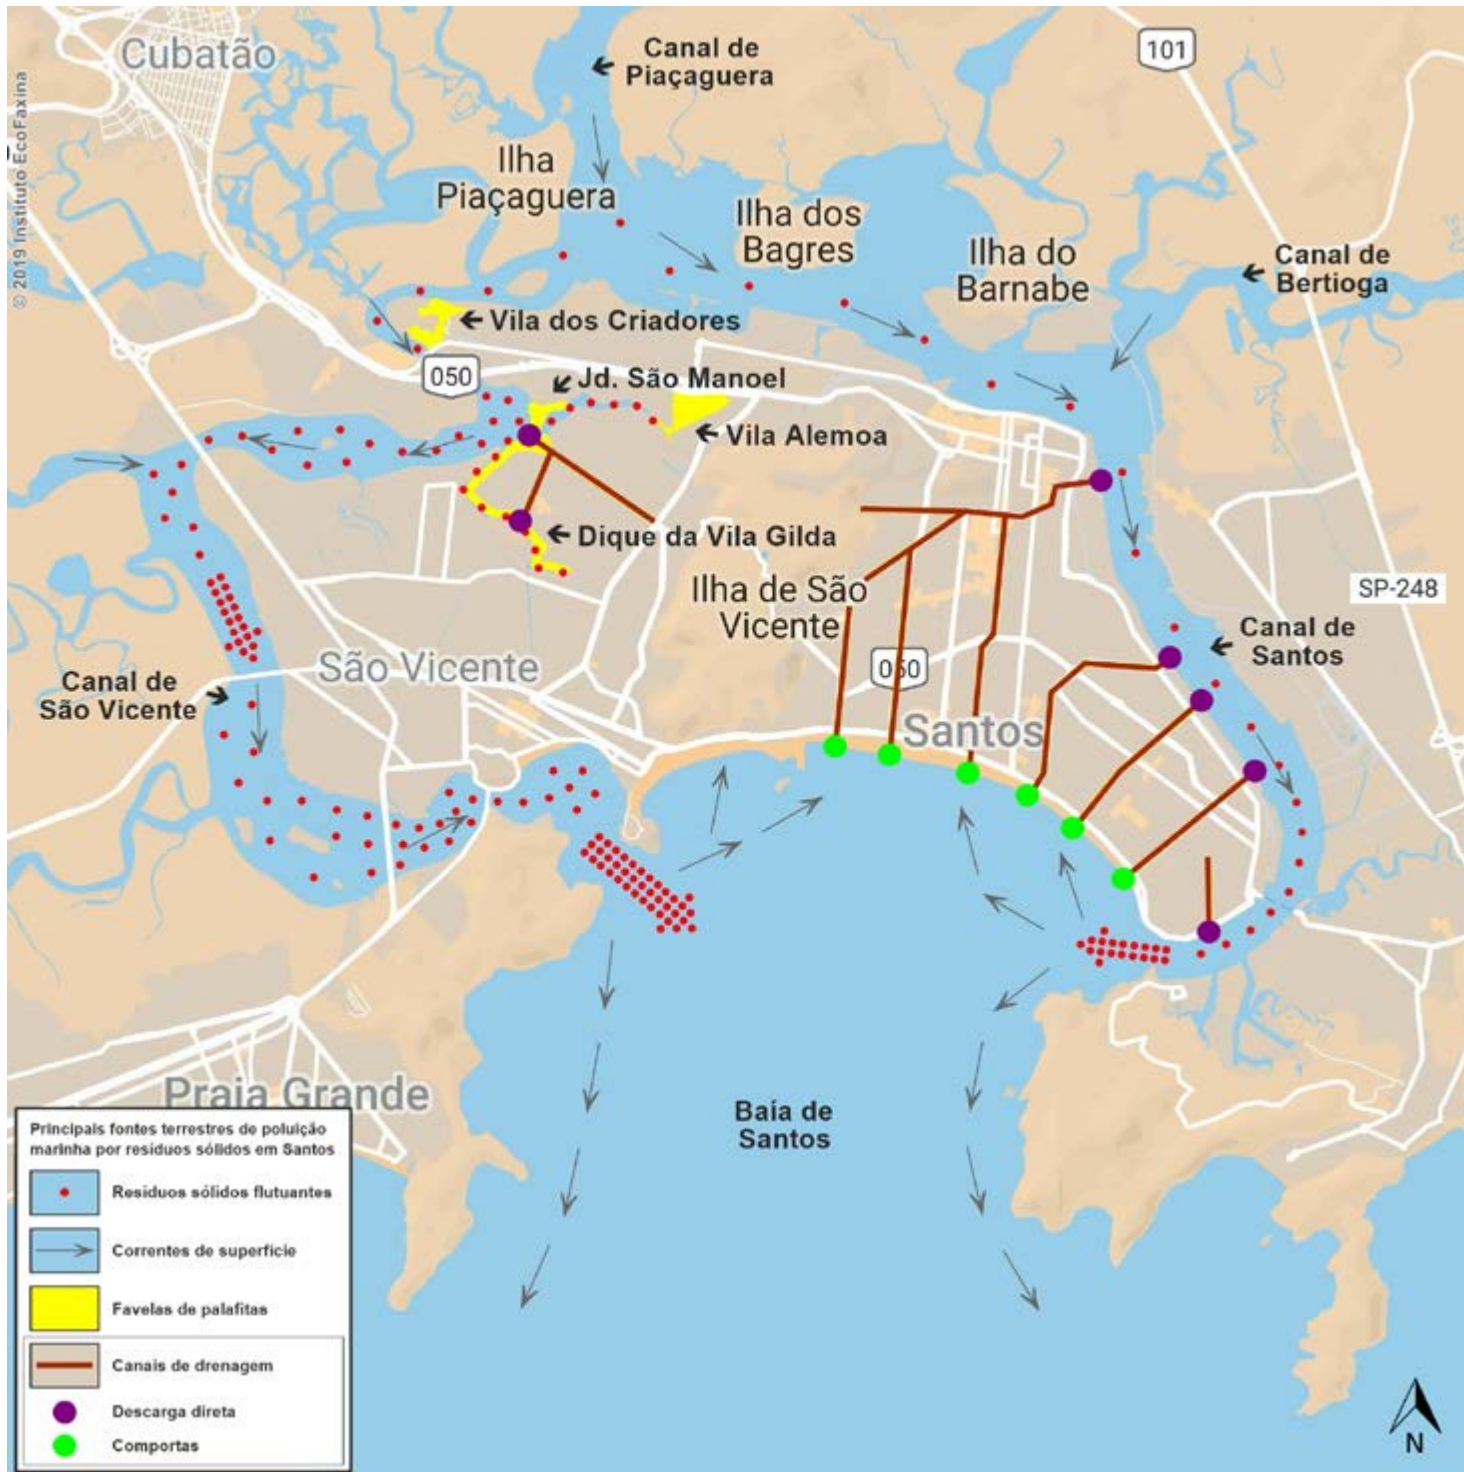 Cubatão
Canal de
Piaçaguera
101
© 2019 Instituto EcoFaxina
Ilha
Piaçaguera
Ilha dos
Bagres
Ilha do
Barnabe
Canal de
Bertioga
Vila dos Criadores
050
Jd. São Manoel
Vila Alemoa
Dique da Vila Gilda
Ilha de São
Vicente
SP-248
Canal de
Santos
São Vicente
050
Canal de
São Vicente
Santos
Praia Grande
Baía de
Santos
Principais fontes terrestres de poluição
marinha por resíduos sólidos em Santos
Resíduos sólidos flutuantes
Correntes de superfície
Favelas de palafitas
Canais de drenagem
Descarga direta
Comportas
N